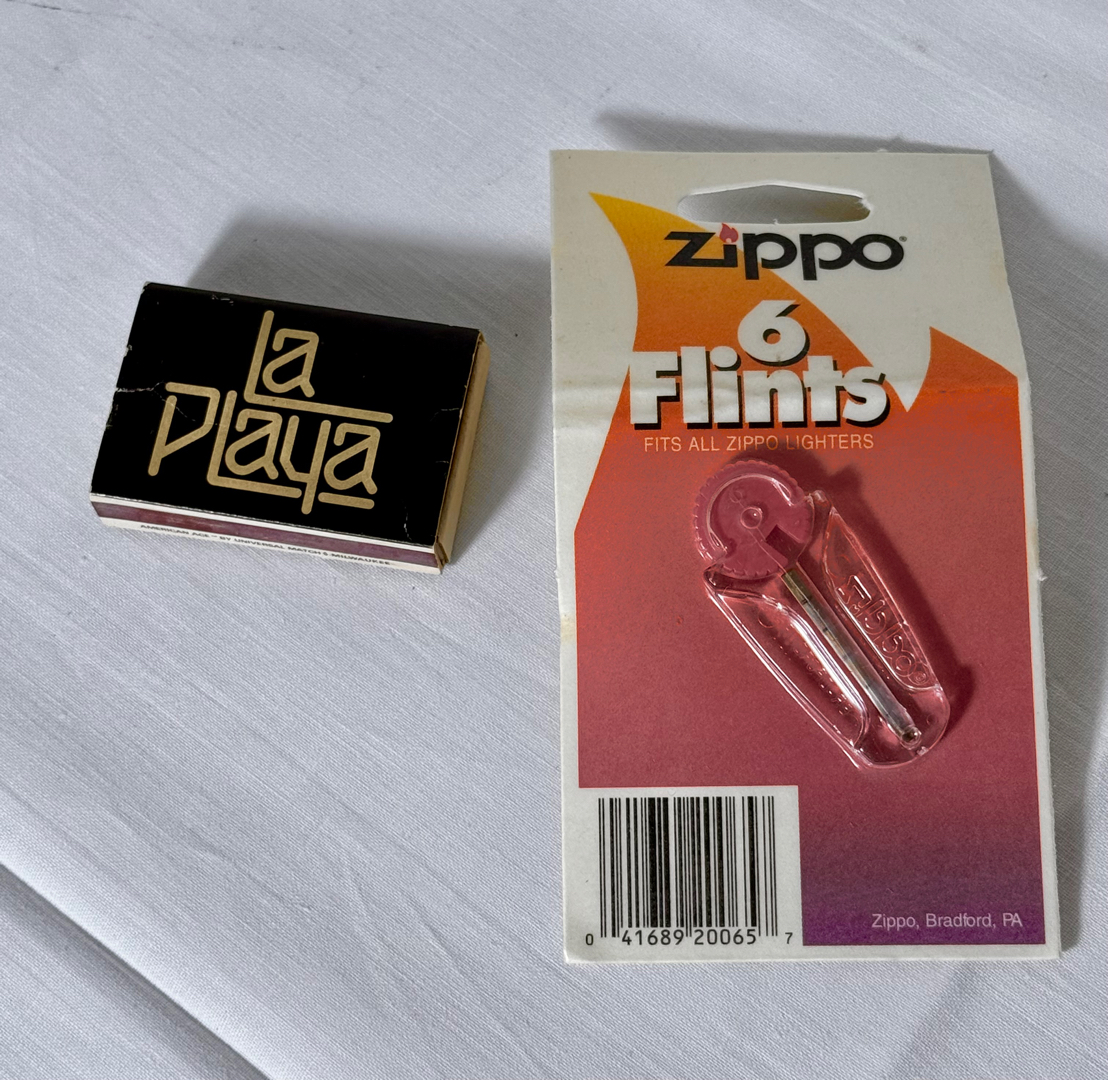 La
Playa
AMERICAN ACE™ BY UNIVERSAL MATCH MILWAUKEE
zippo®
6
Flints
FITS ALL ZIPPO LIGHTERS
0 41689 20065 7
Zippo, Bradford, PA